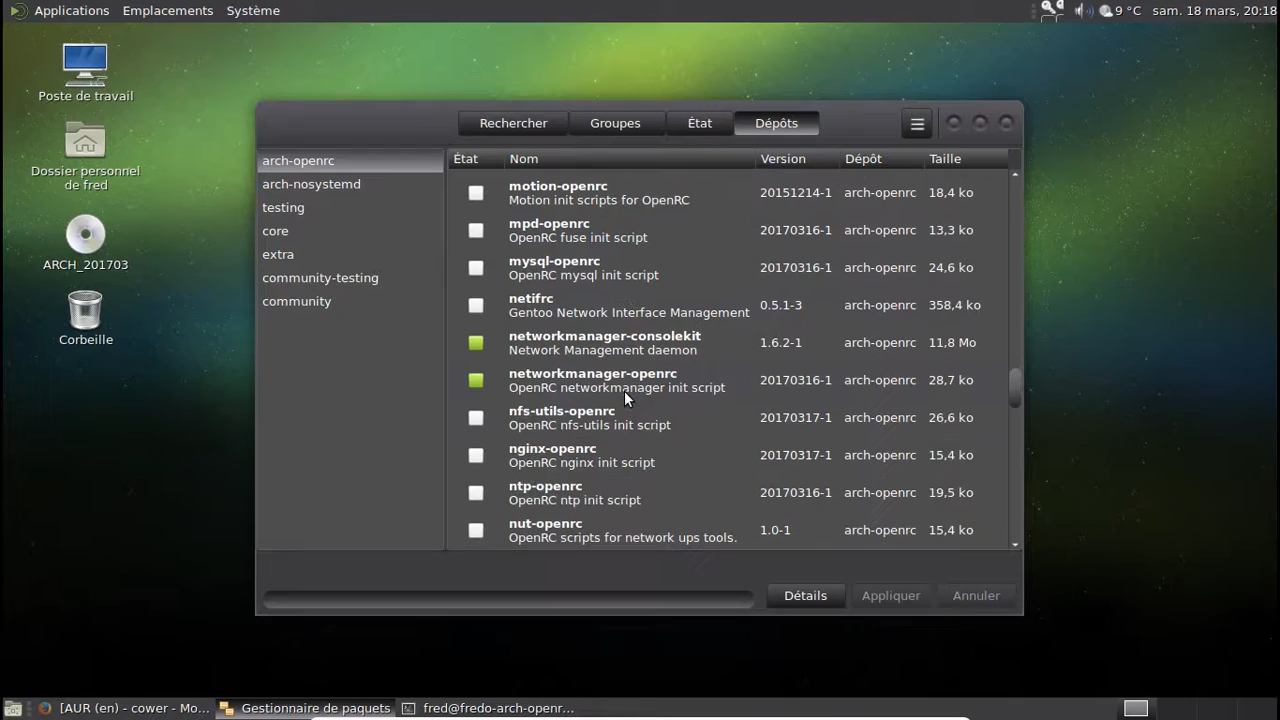 Applications Emplacements Système 9 °C sam. 18 mars, 20:18
Poste de travail
Dossier personnel
de fred
ARCH_201703
Corbeille
Rechercher Groupes État Dépôts
arch-openrc
arch-nosystemd
testing
core
extra
community-testing
community
État Nom Version Dépôt Taille
motion-openrc
Motion init scripts for OpenRC
20151214-1 arch-openrc 18,4 ko
mpd-openrc
OpenRC fuse init script
20170316-1 arch-openrc 13,3 ko
mysql-openrc
OpenRC mysql init script
20170316-1 arch-openrc 24,6 ko
netifrc
Gentoo Network Interface Management
0.5.1-3 arch-openrc 358,4 ko
networkmanager-consolekit
Network Management daemon
1.6.2-1 arch-openrc 11,8 Mo
networkmanager-openrc
OpenRC networkmanager init script
20170316-1 arch-openrc 28,7 ko
nfs-utils-openrc
OpenRC nfs-utils init script
20170317-1 arch-openrc 26,6 ko
nginx-openrc
OpenRC nginx init script
20170317-1 arch-openrc 15,4 ko
ntp-openrc
OpenRC ntp init script
20170316-1 arch-openrc 19,5 ko
nut-openrc
OpenRC scripts for network ups tools.
1.0-1 arch-openrc 15,4 ko
Détails Appliquer Annuler
[AUR (en) - cower - Mo... Gestionnaire de paquets fred@fredo-arch-openr...